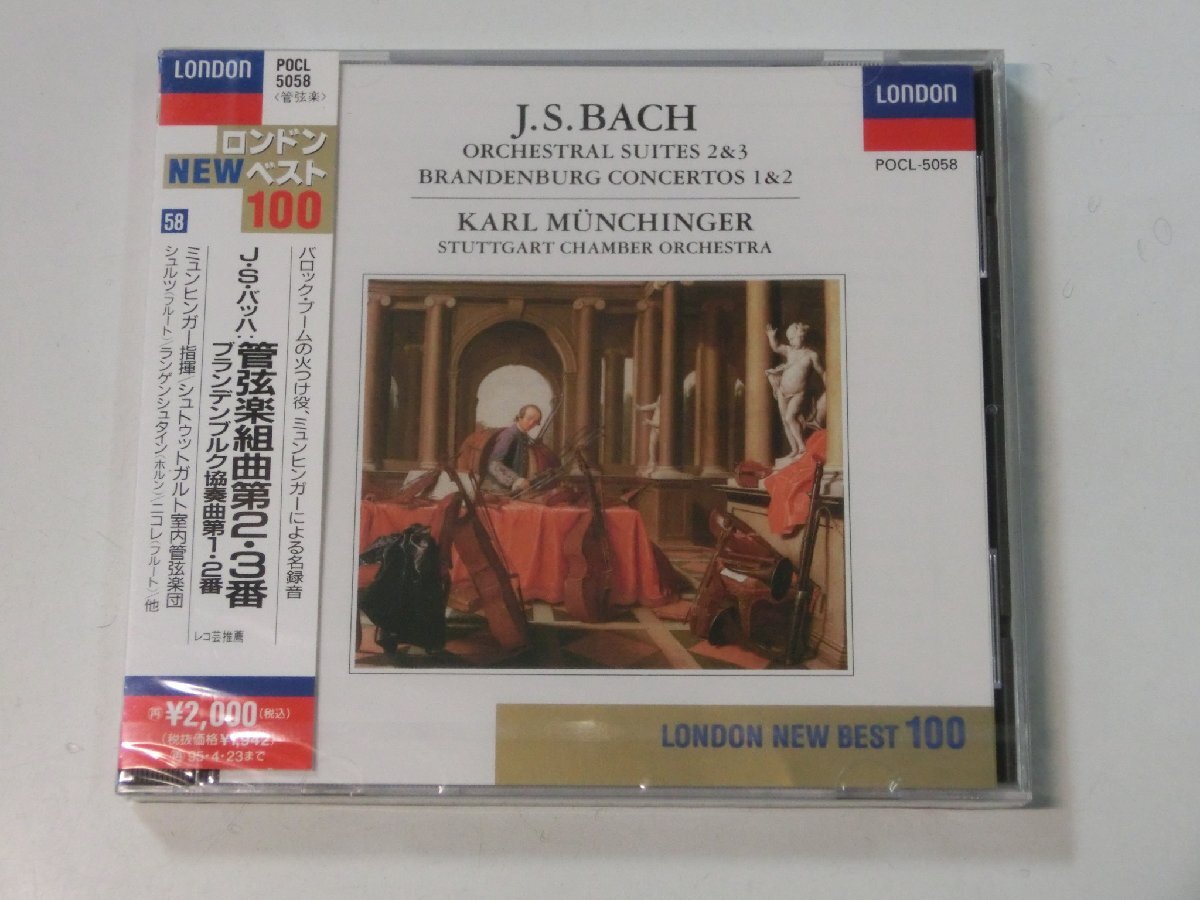 LONDON
POCL
5058
〈管弦楽〉
ロンドン
NEWベスト
100
58
バロック・ブームの火つけ役、ミュンヒンガーによる名録音
J・S・バッハ:管弦楽組曲第2・3番
ブランデンブルク協奏曲第1・2番
ミュンヒンガー指揮/シュトゥットガルト室内管弦楽団
シュルツ(フルート)/ランゲンシュタイン(ホルン)/ニコレ(フルート)/他
レコ芸推薦
¥2,000(税込)
(税抜価格¥1,942)
95・4・23まで
J.S.BACH
ORCHESTRAL SUITES 2&3
BRANDENBURG CONCERTOS 1&2
KARL MÜNCHINGER
STUTTGART CHAMBER ORCHESTRA
LONDON
POCL-5058
LONDON NEW BEST 100